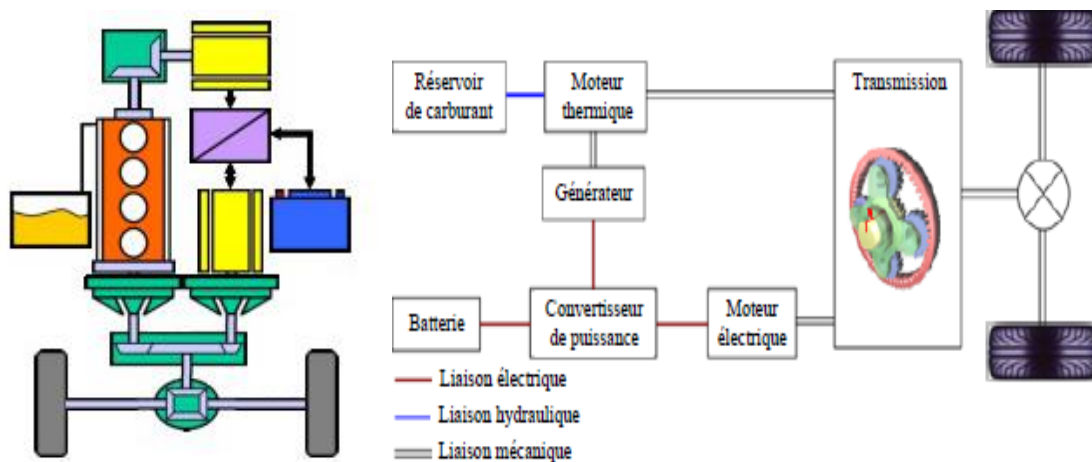 Réservoir
de carburant
Moteur
thermique
Transmission
Générateur
Batterie
Convertisseur
de puissance
Moteur
électrique
Liaison électrique
Liaison hydraulique
Liaison mécanique